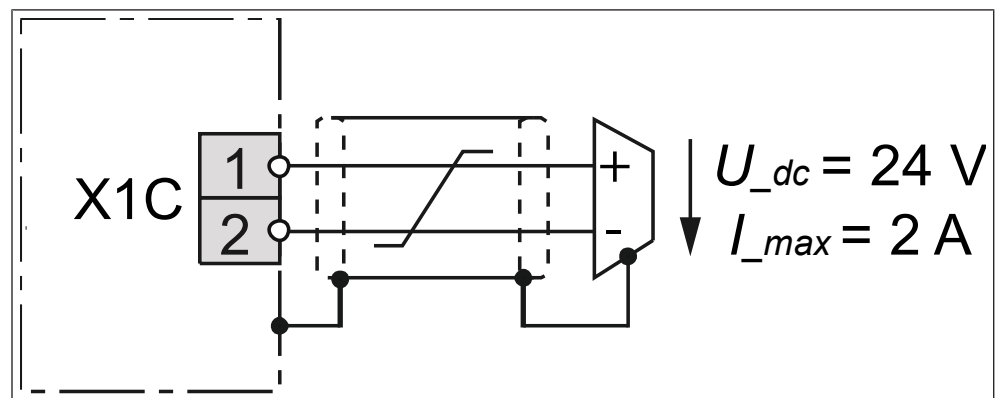 X1C
1
2
+
-
U_dc = 24 V
I_max = 2 A